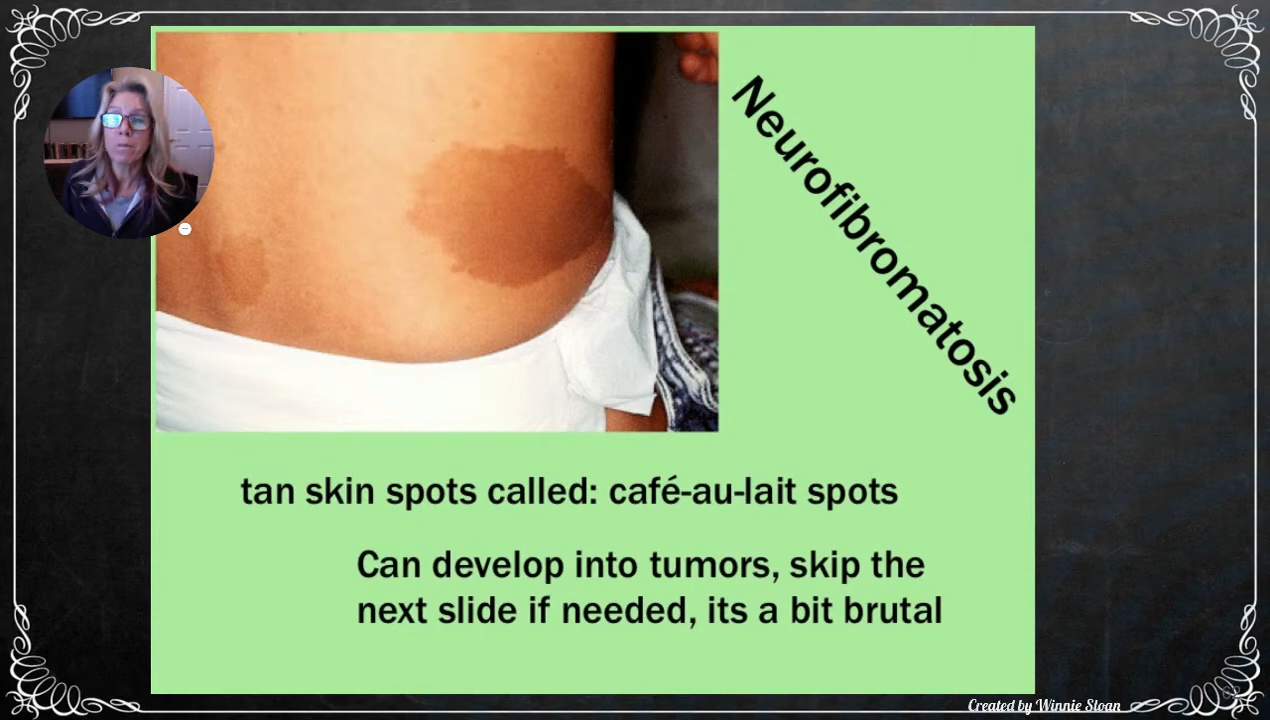 Neurofibromatosis
tan skin spots called: café-au-lait spots
Can develop into tumors, skip the
next slide if needed, its a bit brutal
Created by Winnie Sloan